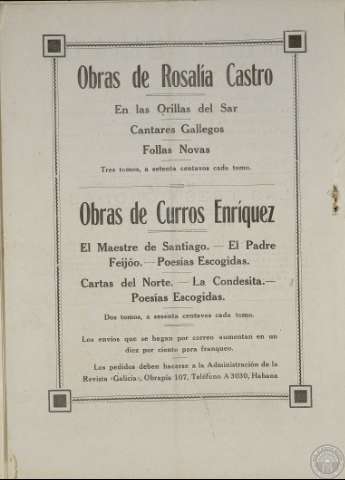 Obras de Rosalía Castro
En las Orillas del Sar
Cantares Gallegos
Follas Novas
Tres tomos, a setenta centavos cada tomo.
Obras de Curros Enríquez
El Maestre de Santiago. — El Padre
Feijóo. — Poesías Escogidas.
Cartas del Norte. — La Condesita.—
Poesías Escogidas.
Dos tomos, a sesenta centavos cada tomo.
Los envíos que se hagan por correo aumentan en un
diez por ciento para franqueo.
Los pedidos deben hacerse a la Administración de la
Revista «Galicia», Obrapía 107, Teléfono A 3030, Habana